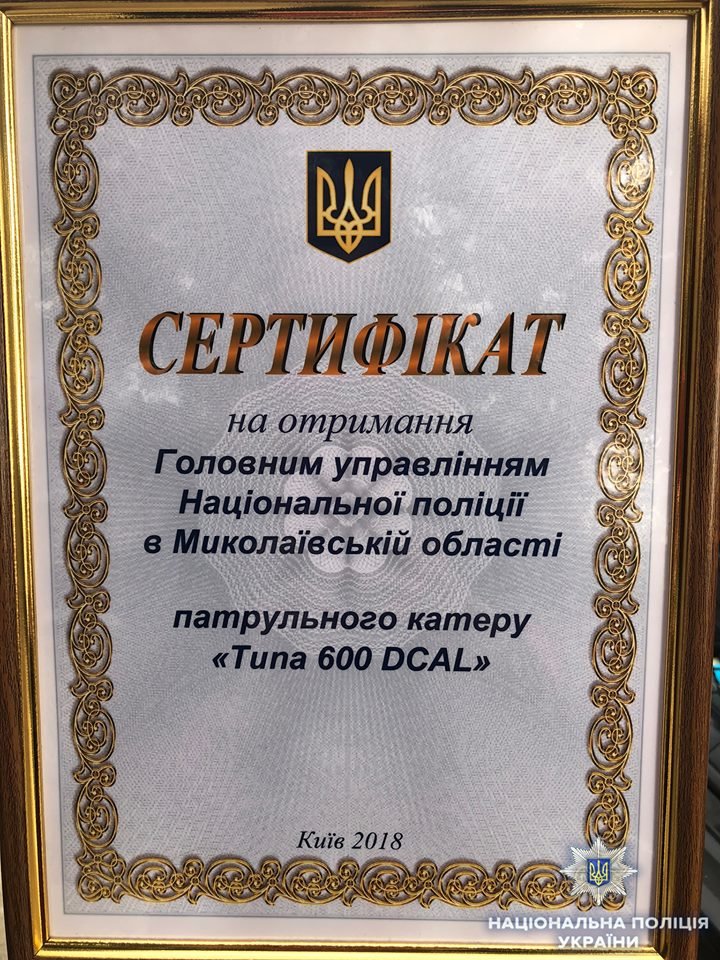 СЕРТИФІКАТ
на отримання
Головним управлінням
Національної поліції
в Миколаївській області
патрульного катеру
«Tuna 600 DCAL»
Київ 2018
НАЦІОНАЛЬНА ПОЛІЦІЯ
УКРАЇНИ